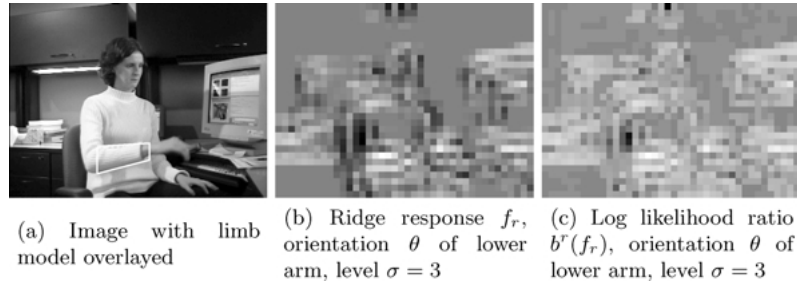 (a) Image with limb
model overlayed
(b) Ridge response f_r,
orientation θ of lower
arm, level σ = 3
(c) Log likelihood ratio
b^r(f_r), orientation θ of
lower arm, level σ = 3